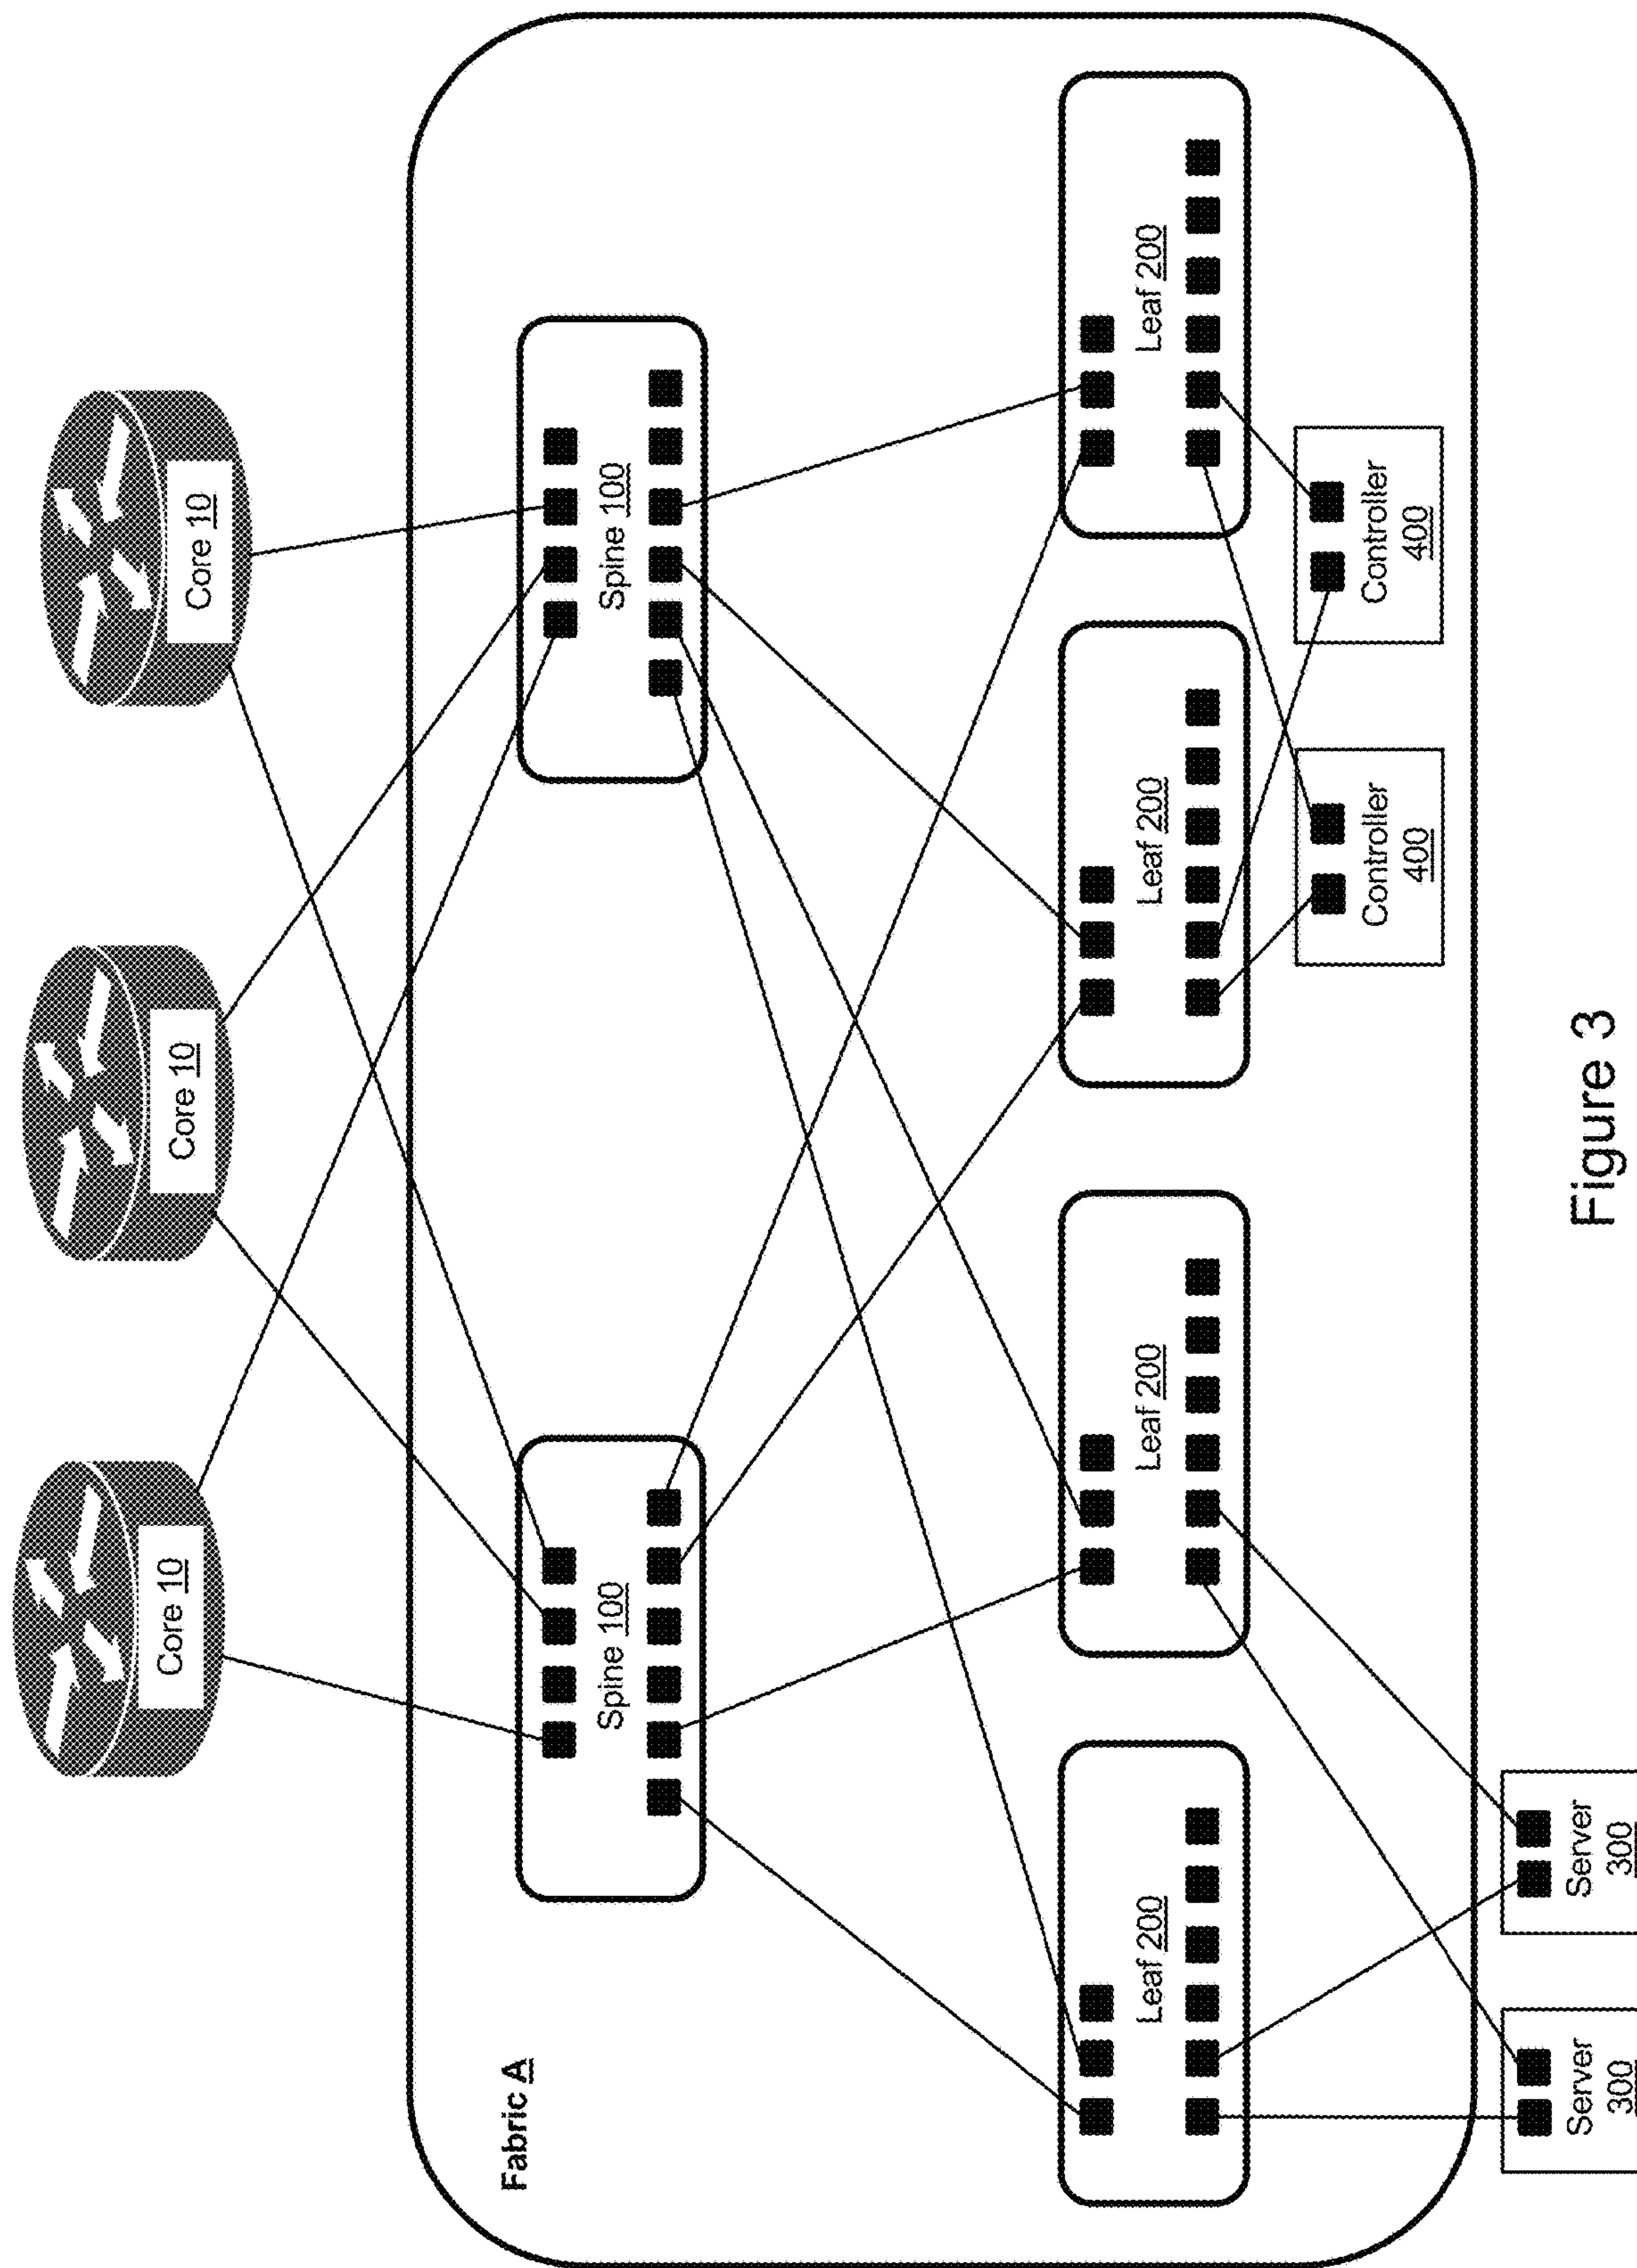 Core 10
Core 10
Core 10
Fabric A
Spine 100
Spine 100
Leaf 200
Leaf 200
Leaf 200
Leaf 200
Controller
400
Controller
400
Server
300
Server
300
Figure 3